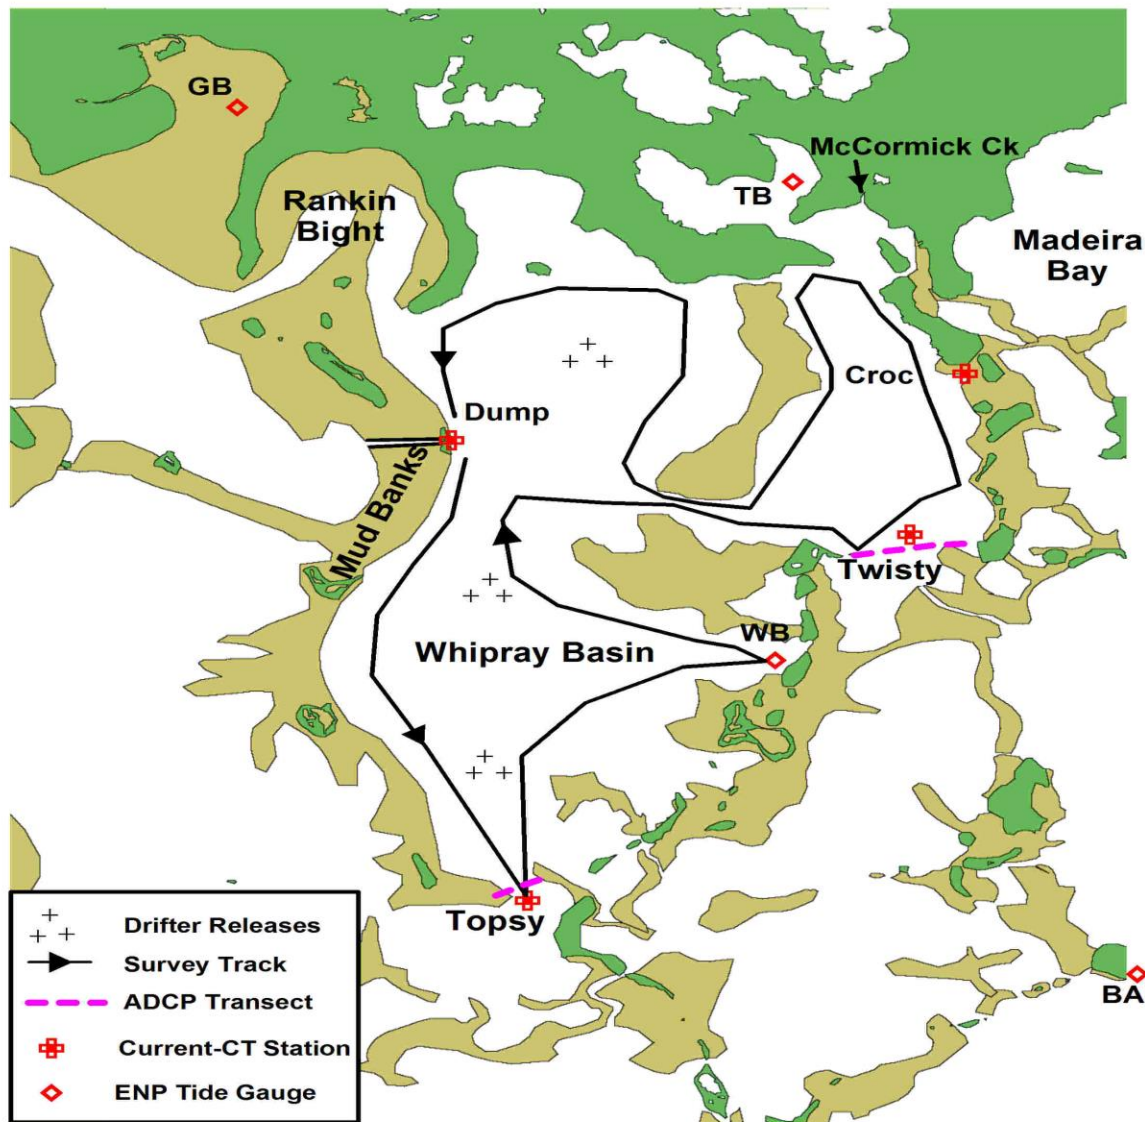 GB
McCormick Ck
TB
Rankin
Bight
Madeira
Bay
Croc
Dump
Mud Banks
Twisty
WB
Whipray Basin
Topsy
BA
Drifter Releases
Survey Track
ADCP Transect
Current-CT Station
ENP Tide Gauge